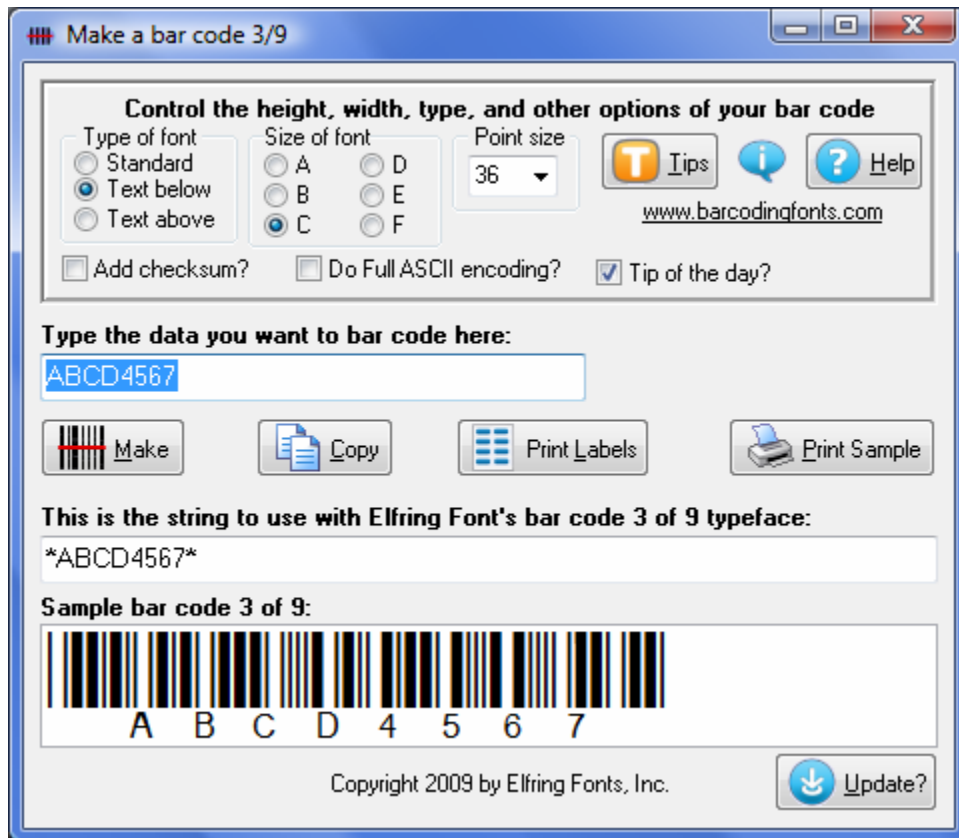 Make a bar code 3/9
Control the height, width, type, and other options of your bar code
Type of font
Standard
Text below
Text above
Size of font
A
B
C
D
E
F
Point size
36
T Tips
i
? Help
www.barcodingfonts.com
Add checksum?
Do Full ASCII encoding?
Tip of the day?
Type the data you want to bar code here:
ABCD4567
Make
Copy
Print Labels
Print Sample
This is the string to use with Elfring Font's bar code 3 of 9 typeface:
*ABCD4567*
Sample bar code 3 of 9:
A B C D 4 5 6 7
Copyright 2009 by Elfring Fonts, Inc.
Update?